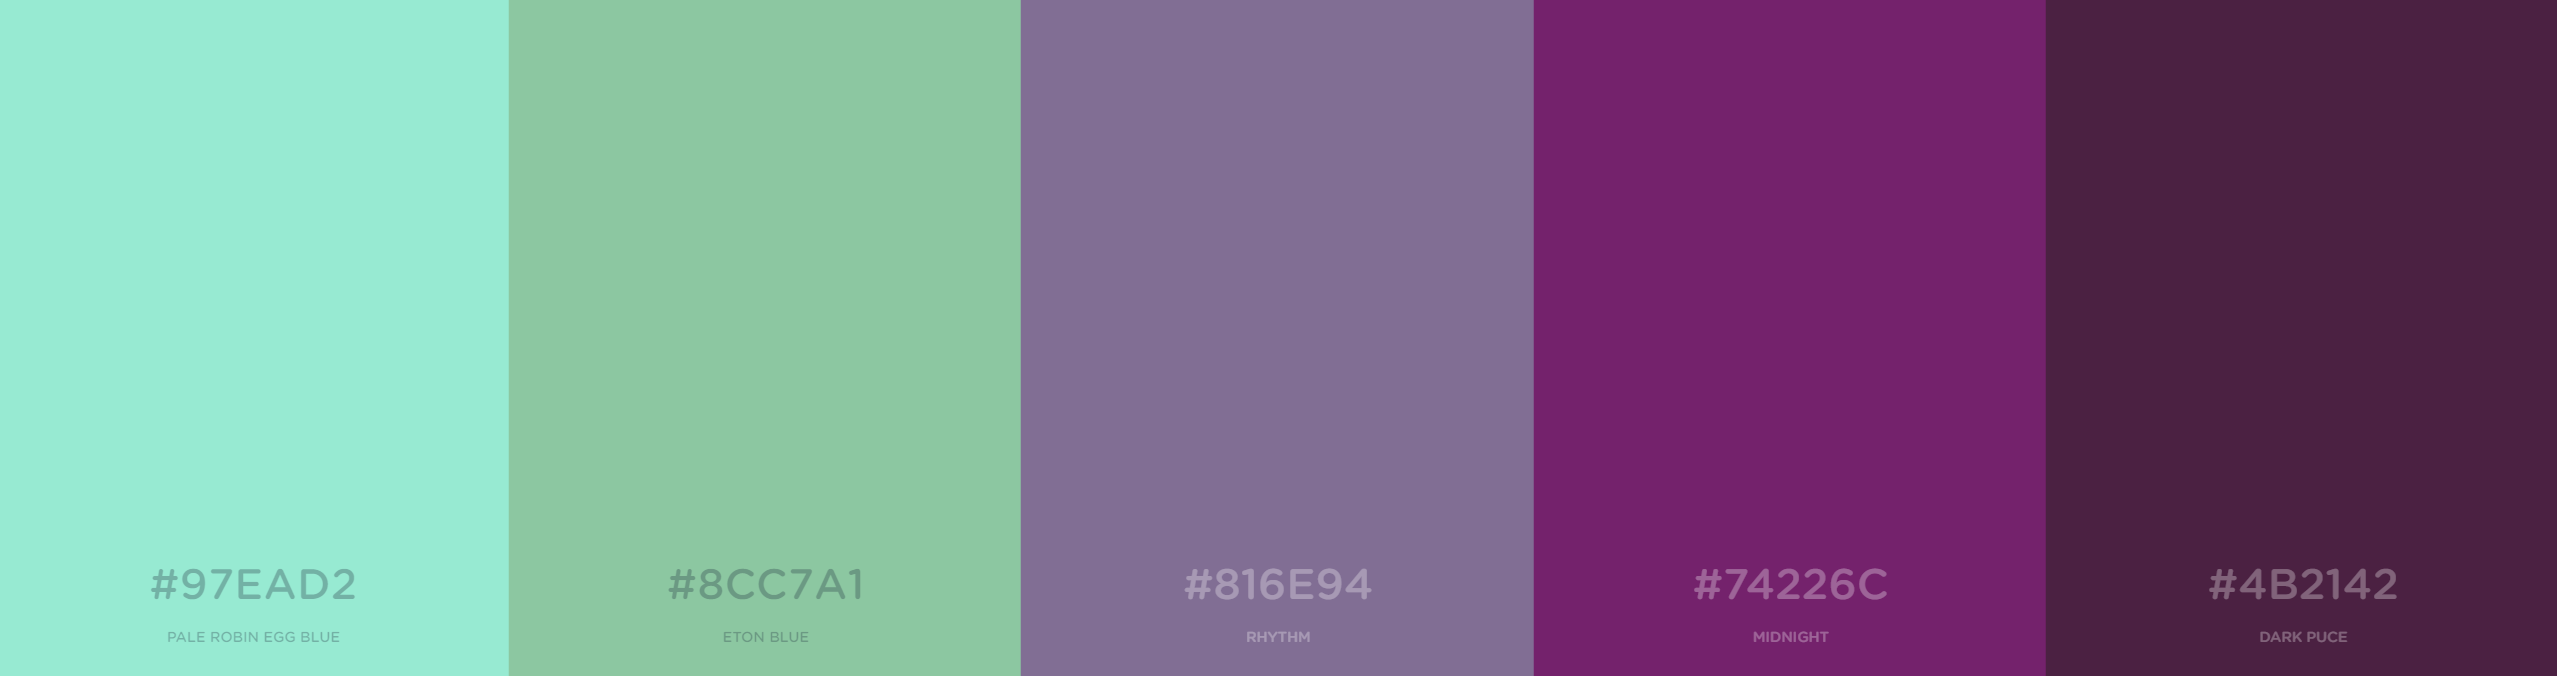 #97EAD2
PALE ROBIN EGG BLUE
#8CC7A1
ETON BLUE
#816E94
RHYTHM
#74226C
MIDNIGHT
#4B2142
DARK PUCE